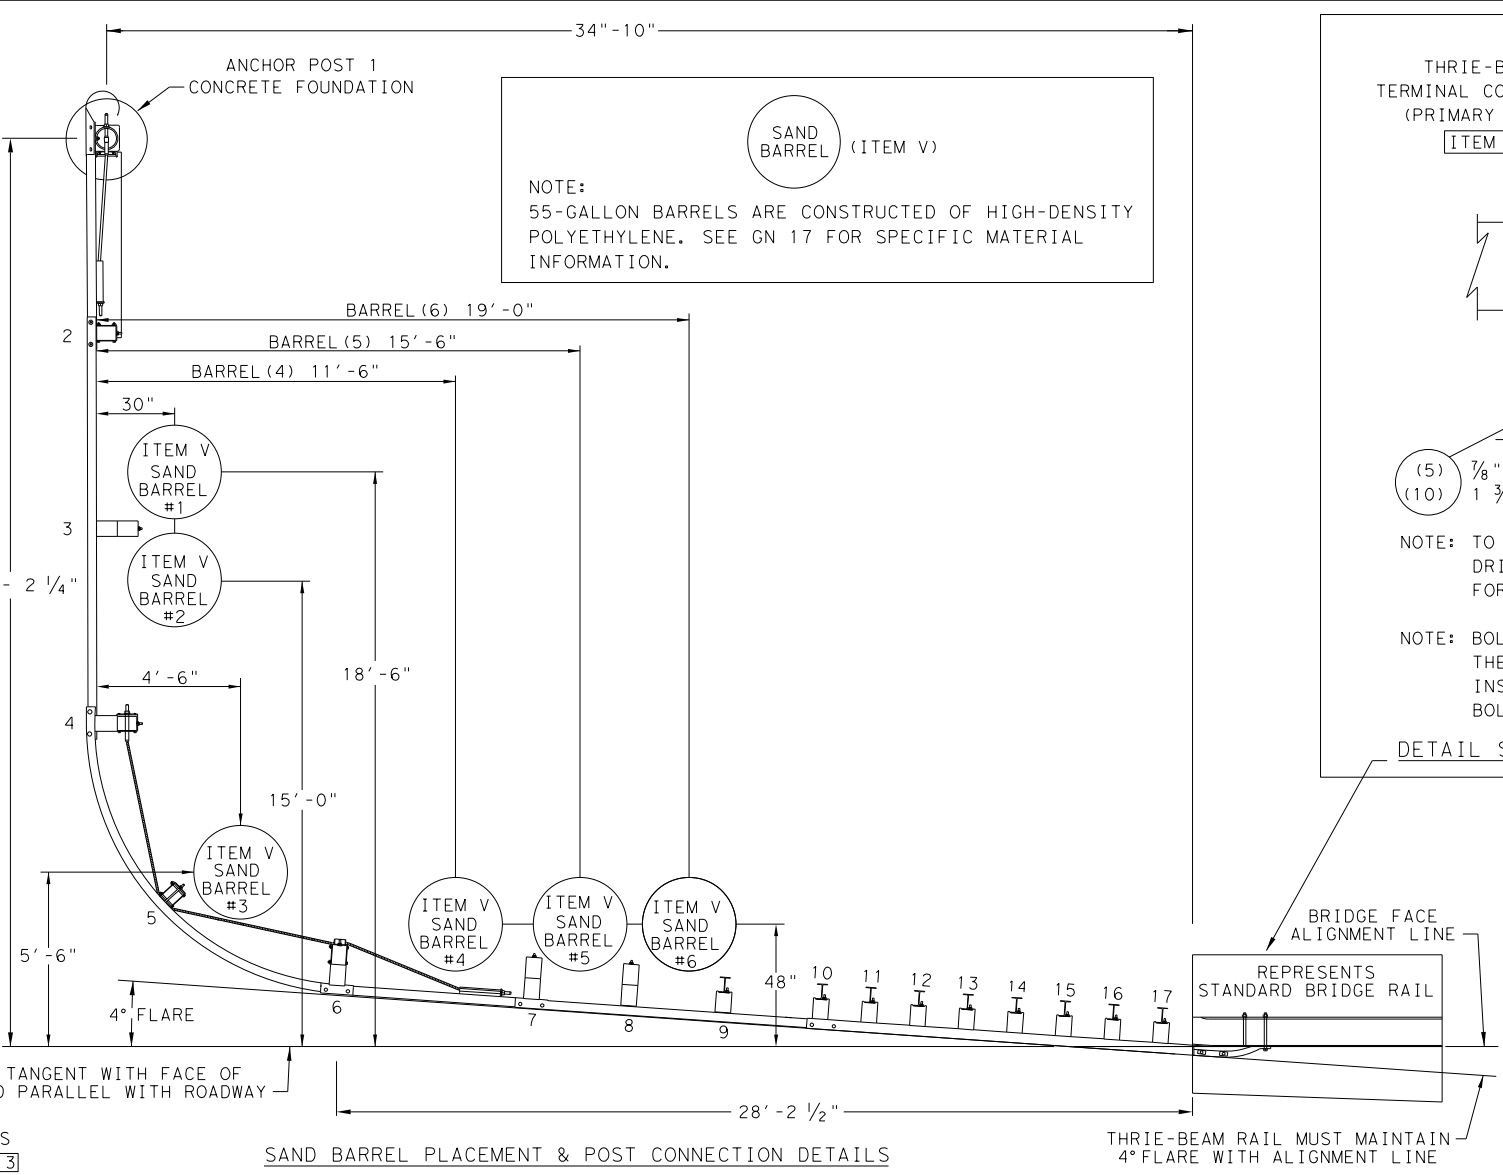 34"-10"
ANCHOR POST 1
CONCRETE FOUNDATION
SAND
BARREL
(ITEM V)
NOTE:
55-GALLON BARRELS ARE CONSTRUCTED OF HIGH-DENSITY
POLYETHYLENE. SEE GN 17 FOR SPECIFIC MATERIAL
INFORMATION.
THRIE-B
TERMINAL CO
(PRIMARY
ITEM
BARREL(6) 19'-0"
2
BARREL(5) 15'-6"
BARREL(4) 11'-6"
30"
ITEM V
SAND
BARREL
#1
3
ITEM V
SAND
BARREL
#2
- 2 1/4"
18'-6"
4'-6"
4
15'-0"
ITEM V
SAND
BARREL
#3
5
5'-6"
ITEM V
SAND
BARREL
#4
ITEM V
SAND
BARREL
#5
ITEM V
SAND
BARREL
#6
48"
4° FLARE
6
7
8
9
10
11
12
13
14
15
16
17
(5) 7/8"
(10) 1 3/
NOTE: TO
DRI
FOR
NOTE: BOL
THE
INS
BOL
DETAIL S
BRIDGE FACE
ALIGNMENT LINE
REPRESENTS
STANDARD BRIDGE RAIL
TANGENT WITH FACE OF
PARALLEL WITH ROADWAY
28'-2 1/2"
S
3
SAND BARREL PLACEMENT & POST CONNECTION DETAILS
THRIE-BEAM RAIL MUST MAINTAIN
4° FLARE WITH ALIGNMENT LINE